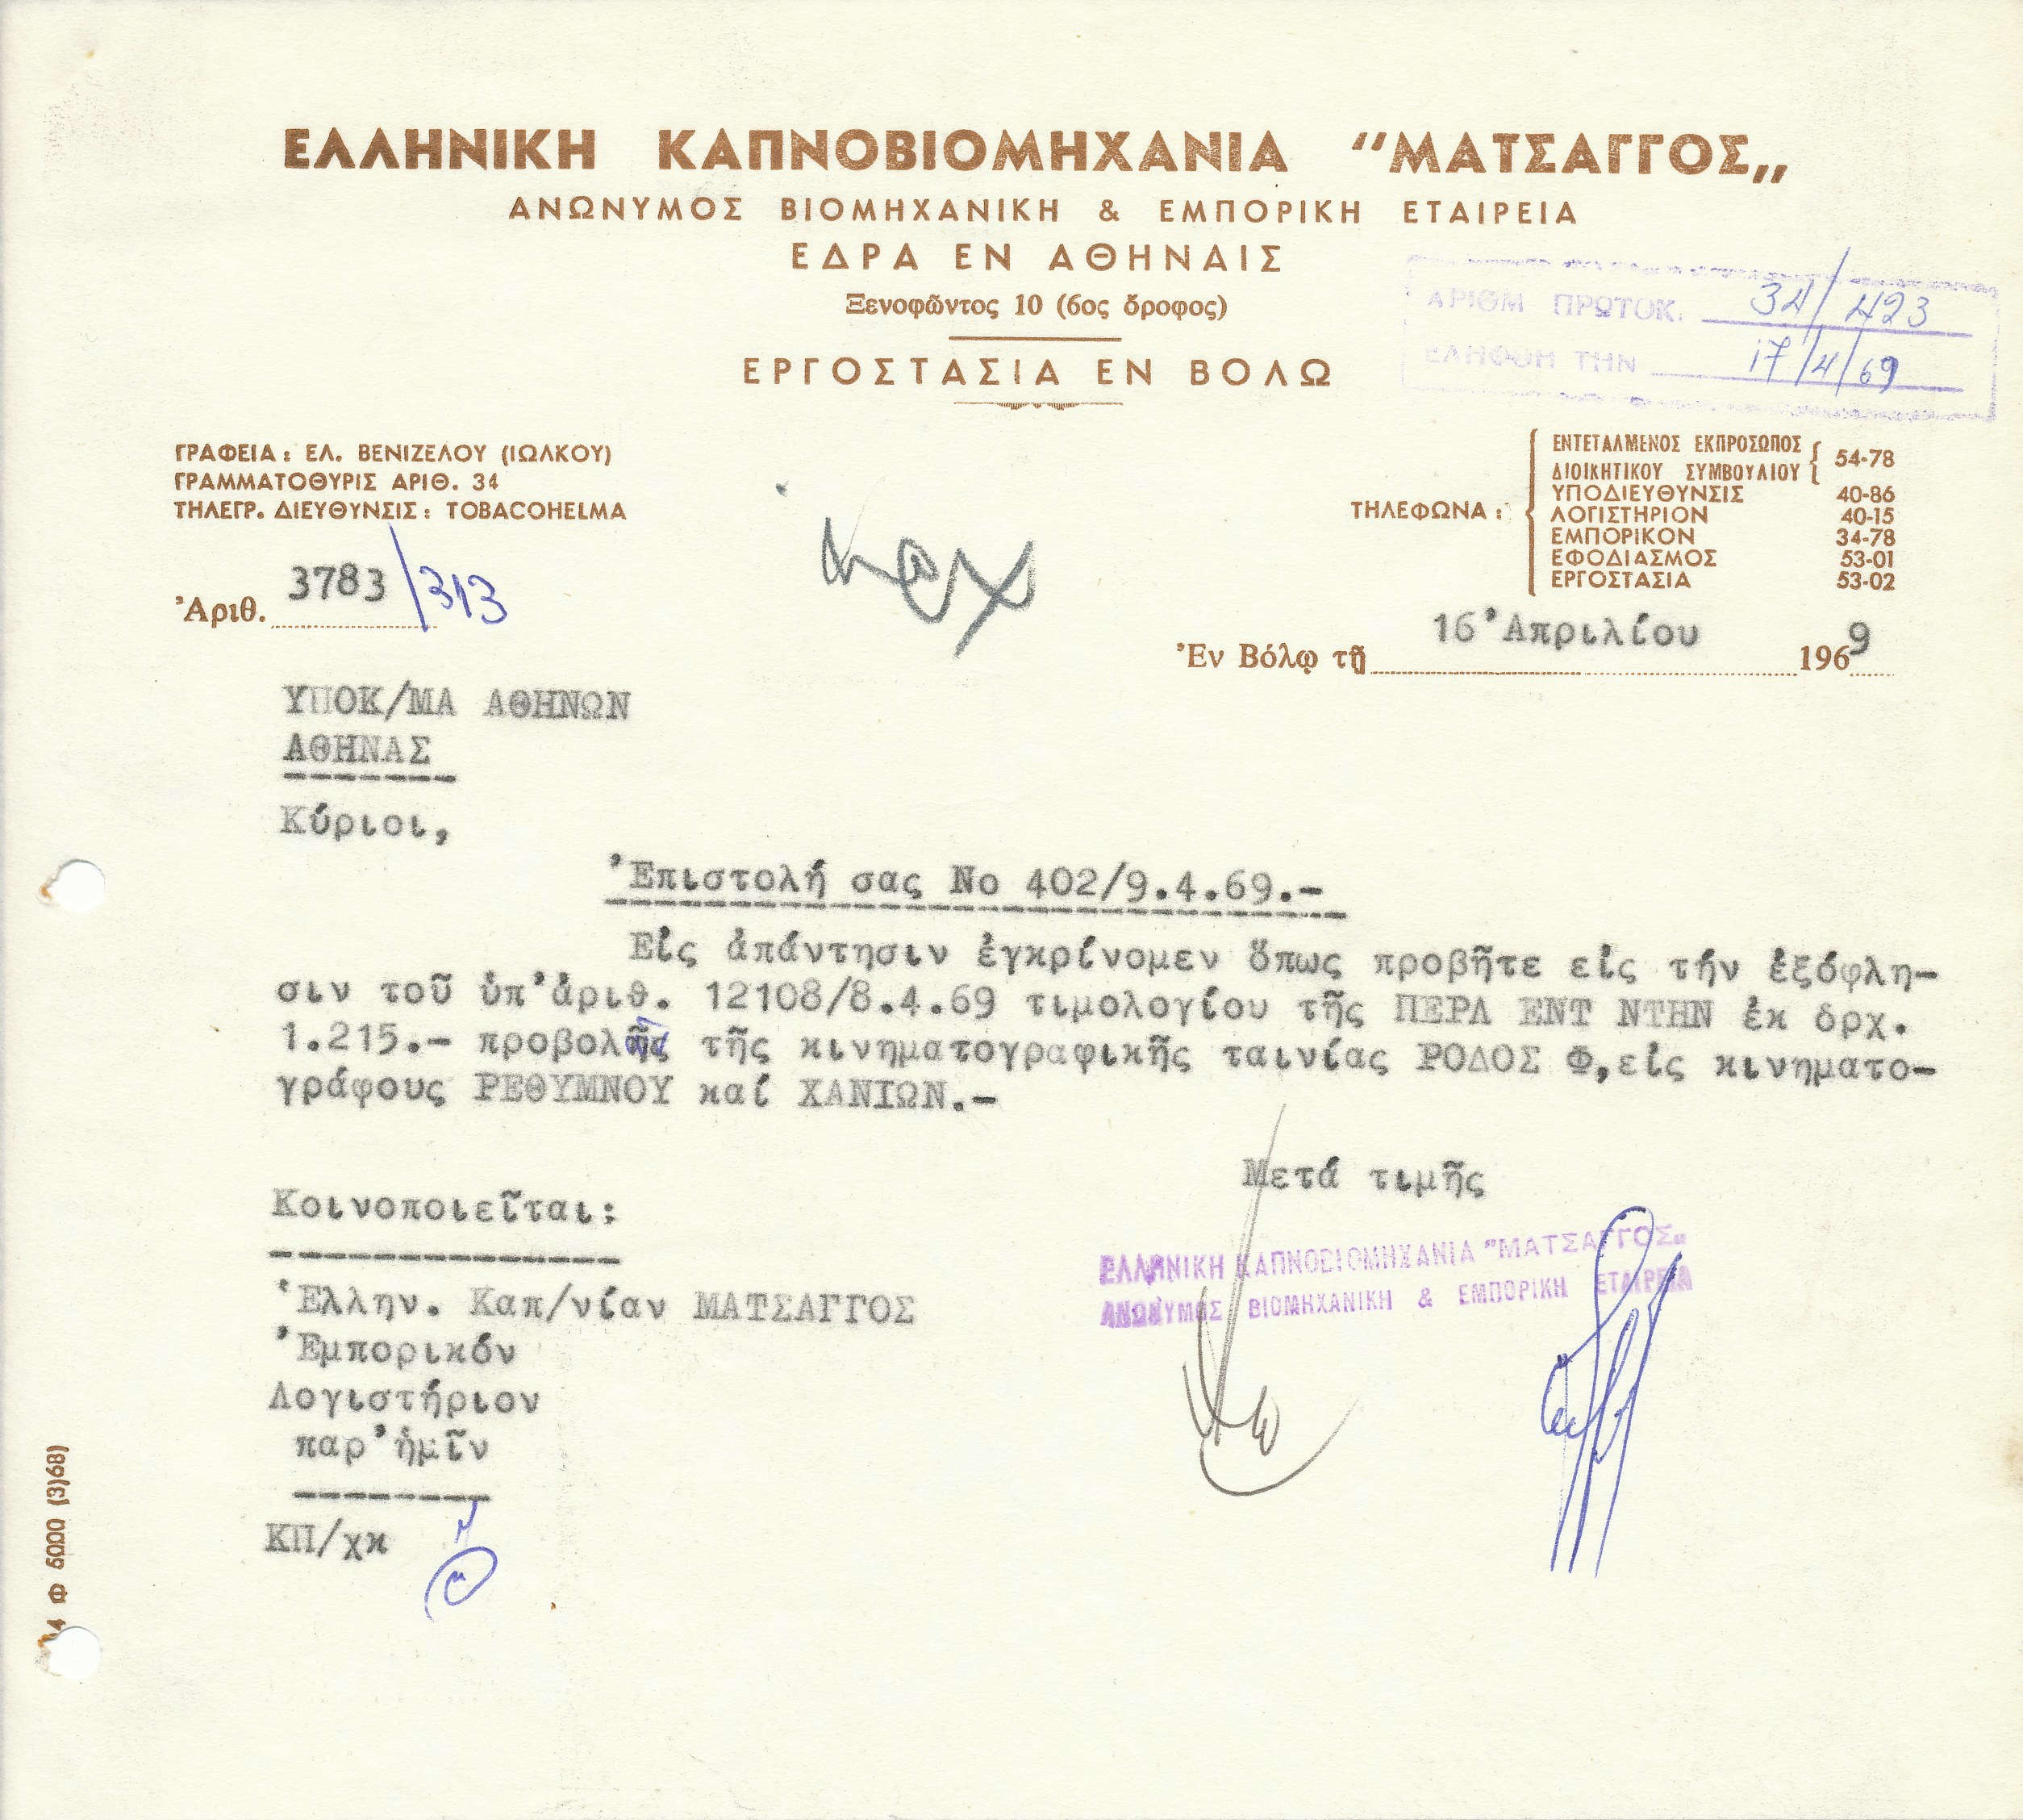 ΕΛΛΗΝΙΚΗ ΚΑΠΝΟΒΙΟΜΗΧΑΝΙΑ "ΜΑΤΣΑΓΓΟΣ„
ΑΝΩΝΥΜΟΣ ΒΙΟΜΗΧΑΝΙΚΗ & ΕΜΠΟΡΙΚΗ ΕΤΑΙΡΕΙΑ
ΕΔΡΑ ΕΝ ΑΘΗΝΑΙΣ
Ξενοφῶντος 10 (6ος ὄροφος)
ΕΡΓΟΣΤΑΣΙΑ ΕΝ ΒΟΛΩ
ΑΡΙΘΜ ΠΡΩΤΟΚ. 34/493
ΕΛΗΦΘΗ ΤΗΝ 17/4/69
ΓΡΑΦΕΙΑ: ΕΛ. ΒΕΝΙΖΕΛΟΥ (ΙΩΛΚΟΥ)
ΓΡΑΜΜΑΤΟΘΥΡΙΣ ΑΡΙΘ. 34
ΤΗΛΕΓΡ. ΔΙΕΥΘΥΝΣΙΣ: TOBACOHELMA
ΤΗΛΕΦΩΝΑ:
ΕΝΤΕΤΑΛΜΕΝΟΣ ΕΚΠΡΟΣΩΠΟΣ
ΔΙΟΙΚΗΤΙΚΟΥ ΣΥΜΒΟΥΛΙΟΥ 54-78
ΥΠΟΔΙΕΥΘΥΝΣΙΣ 40-86
ΛΟΓΙΣΤΗΡΙΟΝ 40-15
ΕΜΠΟΡΙΚΟΝ 34-78
ΕΦΟΔΙΑΣΜΟΣ 53-01
ΕΡΓΟΣΤΑΣΙΑ 53-02
Ἀριθ. 3783/313
Ἐν Βόλῳ τῇ 16 Ἀπριλίου 1969
ΥΠΟΚ/ΜΑ ΑΘΗΝΩΝ
ΑΘΗΝΑΣ
Κύριοι,
Ἐπιστολή σας Νο 402/9.4.69.-
Εἰς ἀπάντησιν ἐγκρίνομεν ὅπως προβῆτε εἰς τήν ἐξόφλη-
σιν τοῦ ὑπ'ἀριθ. 12108/8.4.69 τιμολογίου τῆς ΠΕΡΛ ΕΝΤ ΝΤΗΝ ἐκ δρχ.
1.215.- προβολῆς τῆς κινηματογραφικῆς ταινίας ΡΟΔΟΣ Φ,εἰς κινηματο-
γράφους ΡΕΘΥΜΝΟΥ καί ΧΑΝΙΩΝ.-
Μετά τιμῆς
ΕΛΛΗΝΙΚΗ ΚΑΠΝΟΒΙΟΜΗΧΑΝΙΑ "ΜΑΤΣΑΓΓΟΣ„
ΑΝΩΝΥΜΟΣ ΒΙΟΜΗΧΑΝΙΚΗ & ΕΜΠΟΡΙΚΗ ΕΤΑΙΡΕΙΑ
Κοινοποιεῖται:
Ἑλλην. Καπ/νίαν ΜΑΤΣΑΓΓΟΣ
Ἐμπορικόν
Λογιστήριον
παρ'ἡμῖν
ΚΠ/χκ
Φ 6000 (3)68)